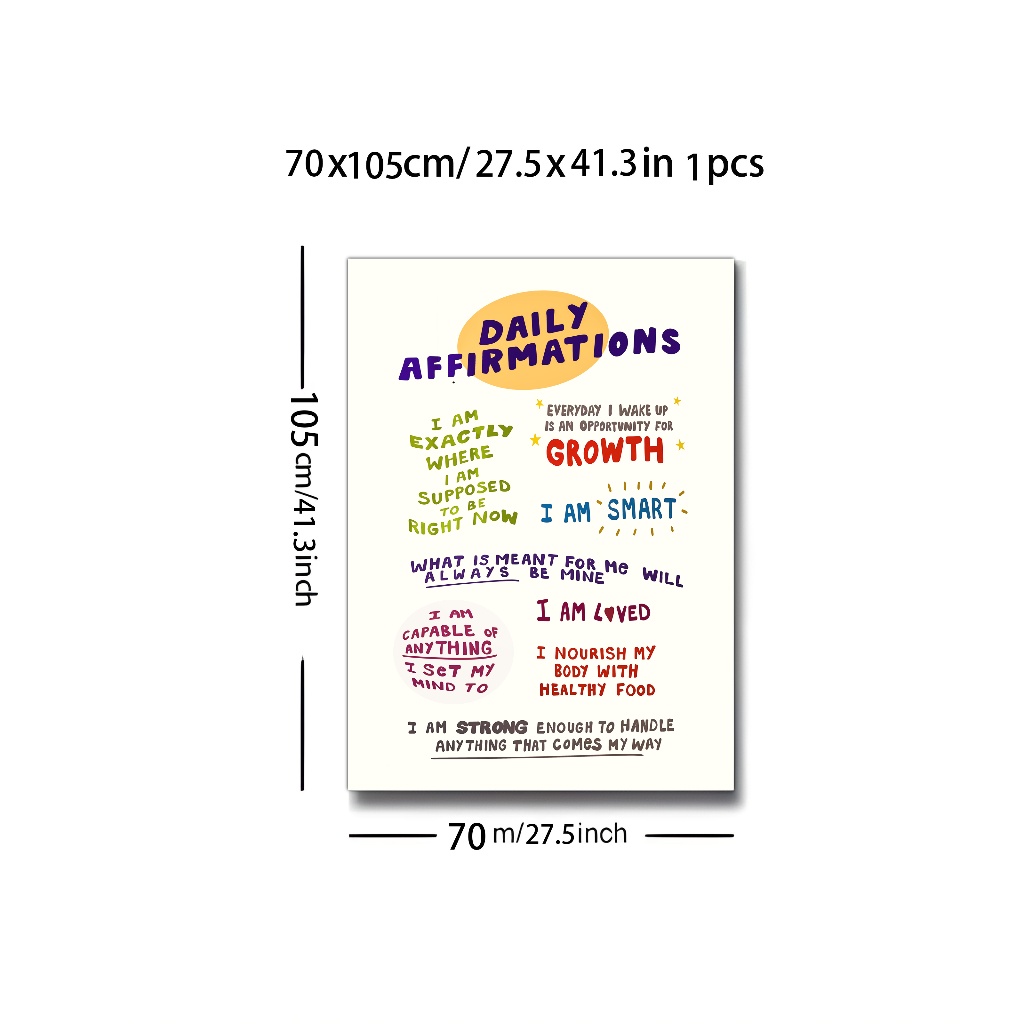 70x105cm/27.5x41.3in 1pcs
105cm/41.3inch
DAILY
AFFIRMATIONS
I AM
EXACTLY
WHERE
I AM
SUPPOSED
TO BE
RIGHT NOW
EVERYDAY I WAKE UP
IS AN OPPORTUNITY FOR
GROWTH
I AM SMART
WHAT IS MEANT FOR Me WILL
ALWAYS BE MINE
I AM
CAPABLE OF
ANYTHING
I SeT MY
MIND TO
I AM LOVED
I NOURISH MY
BODY WITH
HEALTHY FOOD
I AM STRONG ENOUGH TO HANDLE
ANYTHING THAT COMeS MY WAY
70 m/27.5inch